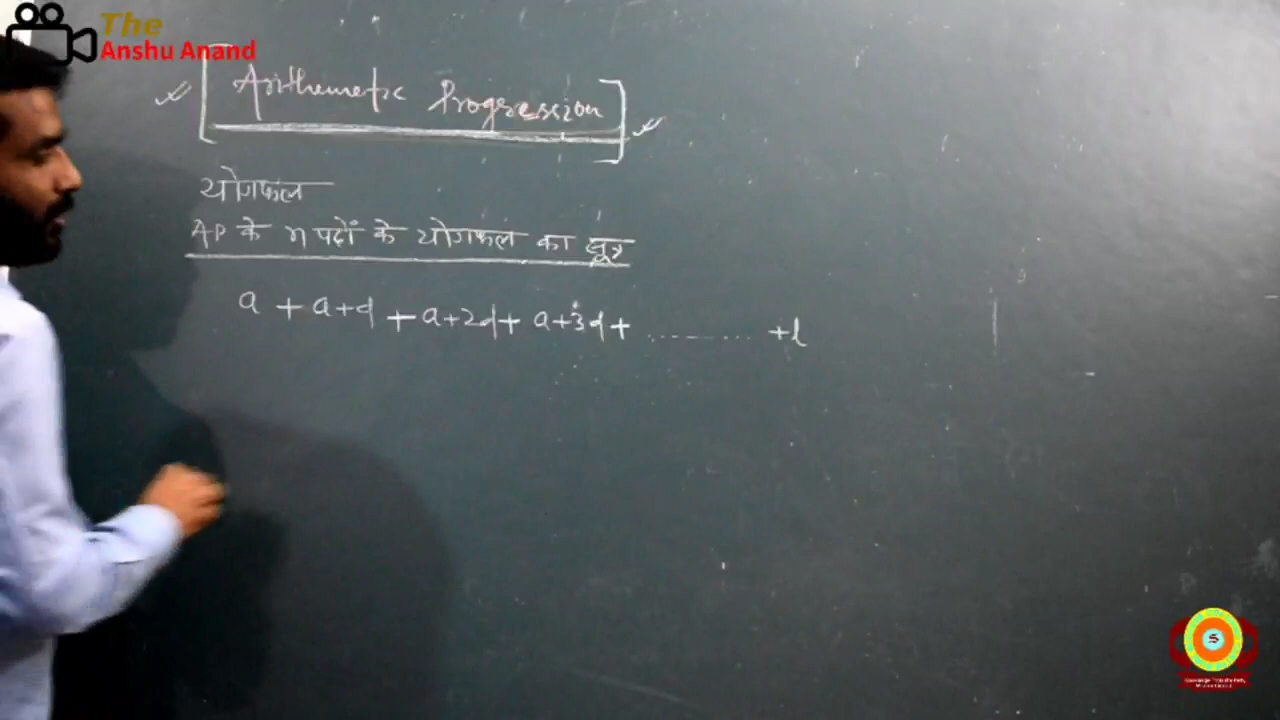 The
Anshu Anand
Arithmetic Progression
योगफल
AP के n पदों के योगफल का सूत्र
a + a+d + a+2d + a+3d + ............ +l
S